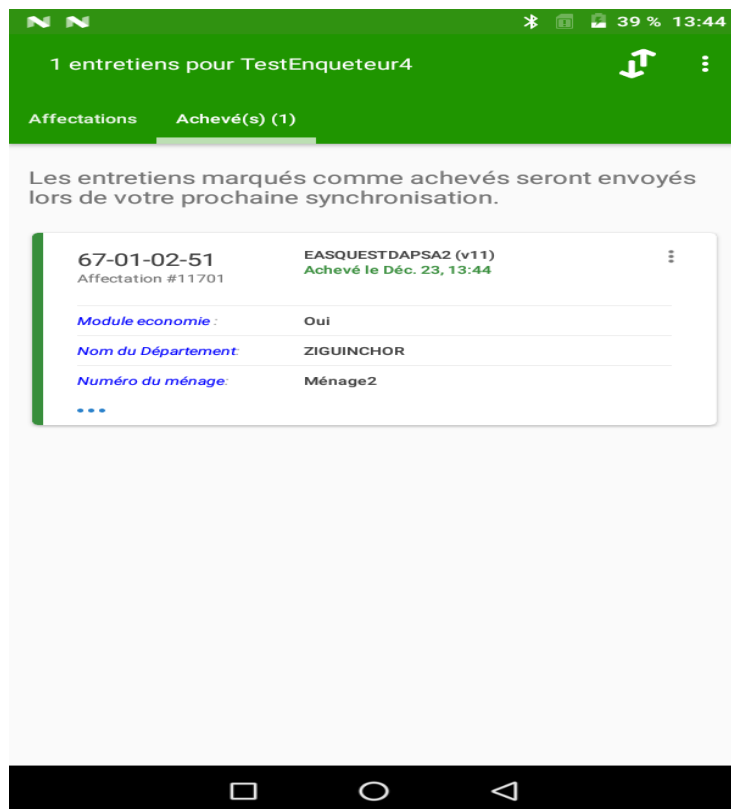 39 % 13:44
1 entretiens pour TestEnqueteur4
Affectations Achevé(s) (1)
Les entretiens marqués comme achevés seront envoyés
lors de votre prochaine synchronisation.
67-01-02-51 EASQUESTDAPSA2 (v11)
Affectation #11701 Achevé le Déc. 23, 13:44
Module economie : Oui
Nom du Département: ZIGUINCHOR
Numéro du ménage: Ménage2